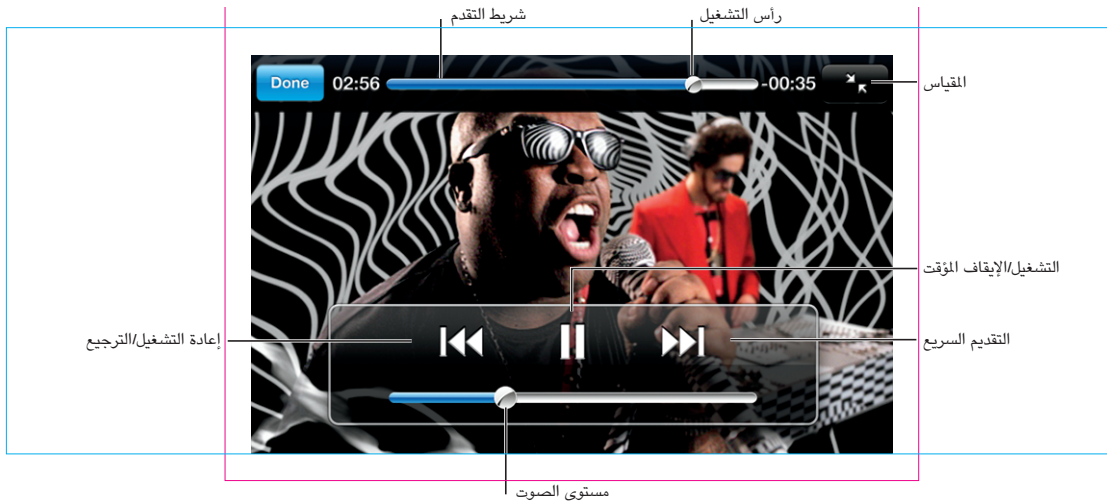 رأس التشغيل
شريط التقدم
Done
02:56
-00:35
المقياس
التشغيل/الإيقاف المؤقت
التقديم السريع
إعادة التشغيل/الترجيع
مستوى الصوت